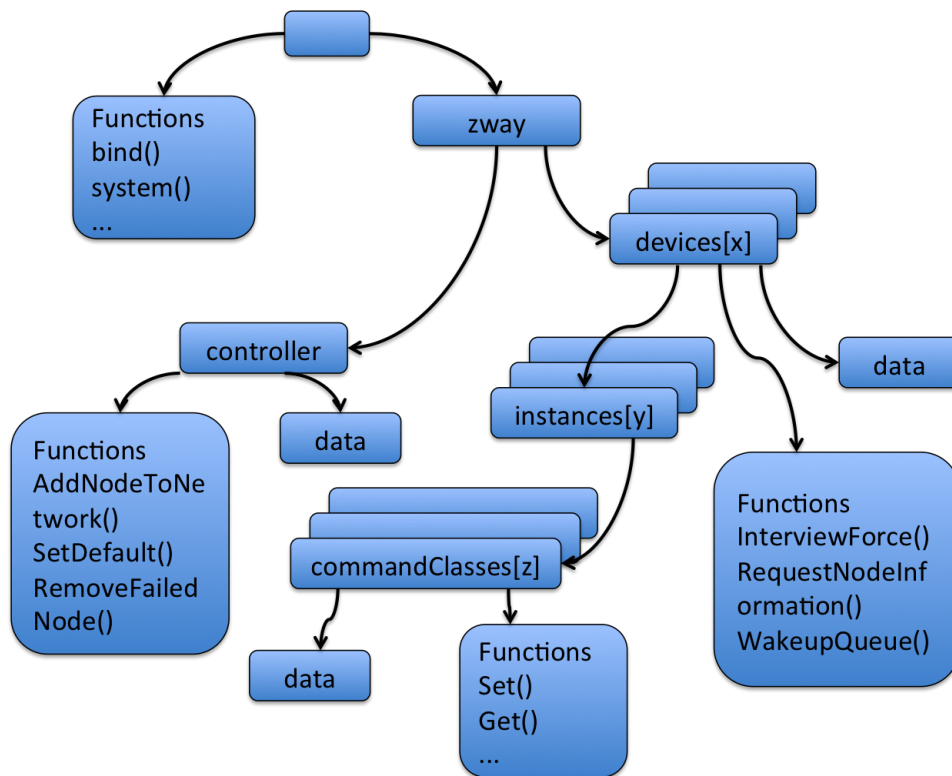 Functions
bind()
system()
...
zway
devices[x]
controller
data
instances[y]
data
Functions
AddNodeToNe
twork()
SetDefault()
RemoveFailed
Node()
commandClasses[z]
Functions
InterviewForce()
RequestNodeInf
ormation()
WakeupQueue()
data
Functions
Set()
Get()
...